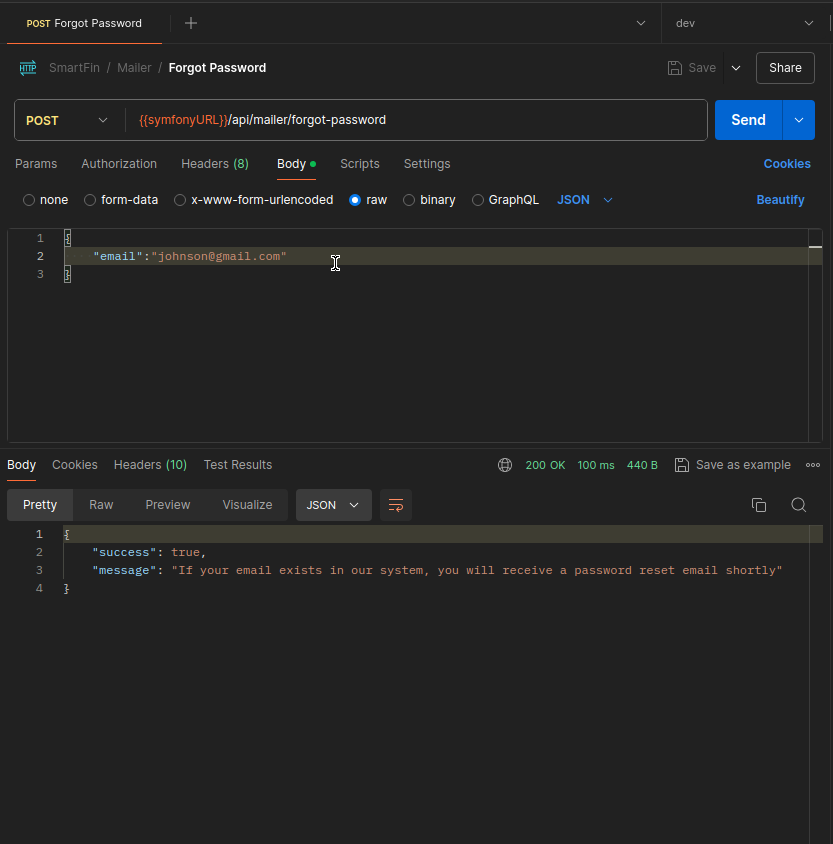 POST Forgot Password
dev
HTTP SmartFin / Mailer / Forgot Password Save Share
POST {{symfonyURL}}/api/mailer/forgot-password Send
Params Authorization Headers (8) Body Scripts Settings Cookies
none form-data x-www-form-urlencoded raw binary GraphQL JSON Beautify
1 {
2 "email":"johnson@gmail.com"
3 }
Body Cookies Headers (10) Test Results 200 OK 100 ms 440 B Save as example
Pretty Raw Preview Visualize JSON
1 {
2 "success": true,
3 "message": "If your email exists in our system, you will receive a password reset email shortly"
4 }